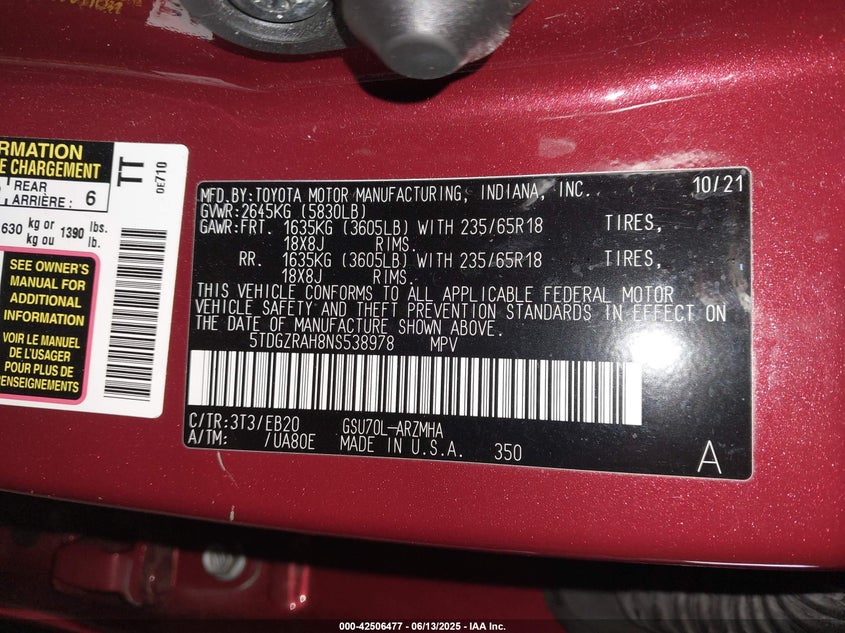 RMATION
E CHARGEMENT
REAR
ARRIÈRE : 6
630 kg or 1390 lbs.
kg ou lb.
SEE OWNER'S
MANUAL FOR
ADDITIONAL
INFORMATION
VOIR LE MANUEL
DE L'USAGER
POUR PLUS DE
RENSEIGNEMENTS
TT
0E710
MFD.BY:TOYOTA MOTOR MANUFACTURING, INDIANA, INC. 10/21
GVWR:2645KG (5830LB)
GAWR:FRT. 1635KG (3605LB) WITH 235/65R18 TIRES,
18X8J RIMS.
RR. 1635KG (3605LB) WITH 235/65R18 TIRES,
18X8J RIMS.
THIS VEHICLE CONFORMS TO ALL APPLICABLE FEDERAL MOTOR
VEHICLE SAFETY AND THEFT PREVENTION STANDARDS IN EFFECT ON
THE DATE OF MANUFACTURE SHOWN ABOVE.
5TDGZRAH8NS538978 MPV
C/TR:3T3/EB20 GSU70L-ARZMHA
A/TM: /UA80E MADE IN U.S.A. 350
A
000-42506477 - 06/13/2025 - IAA Inc.